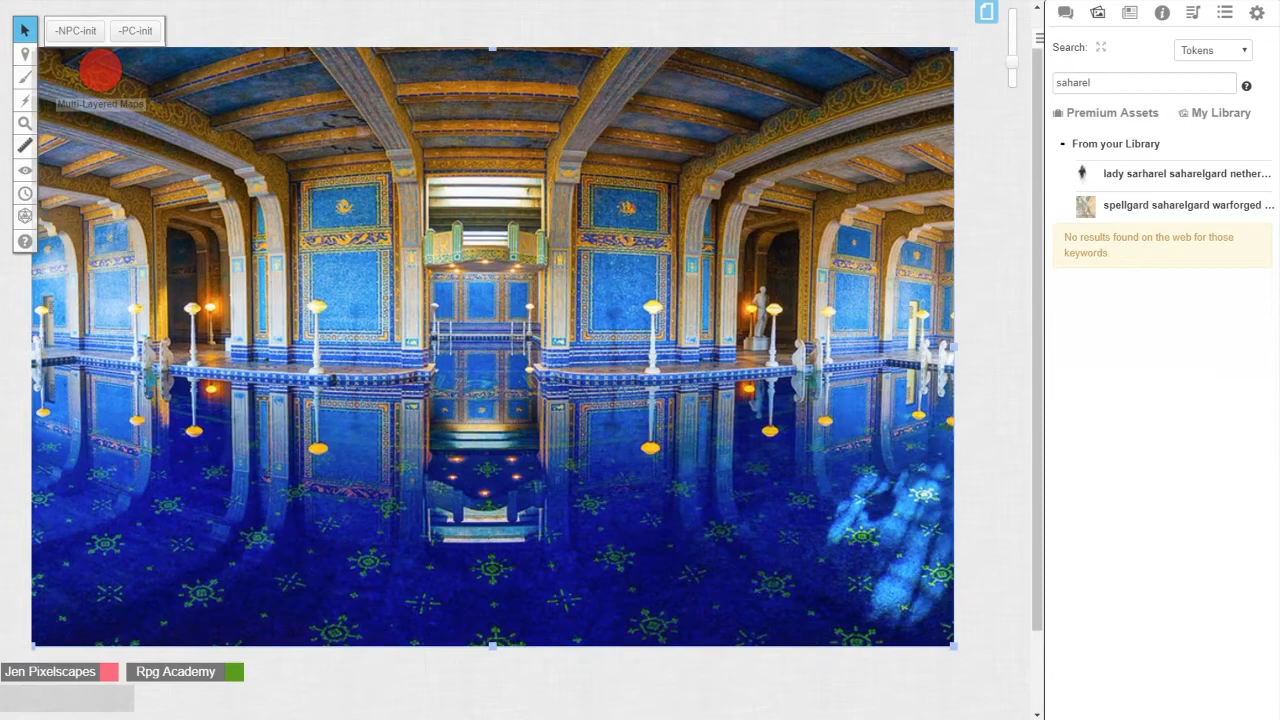 -NPC-init
-PC-init
Multi-Layered Maps
Search:
Tokens
saharel
Premium Assets
My Library
- From your Library
lady sarharel saharelgard nether...
spellgard saharelgard warforged ...
No results found on the web for those
keywords.
Jen Pixelscapes
Rpg Academy